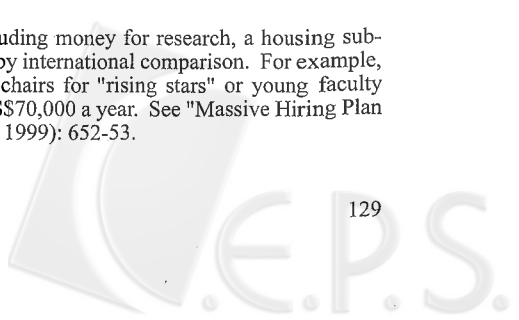 uding money for research, a housing sub-
by international comparison. For example,
chairs for "rising stars" or young faculty
$70,000 a year. See "Massive Hiring Plan
1999): 652-53.
129
C.E.P.S.